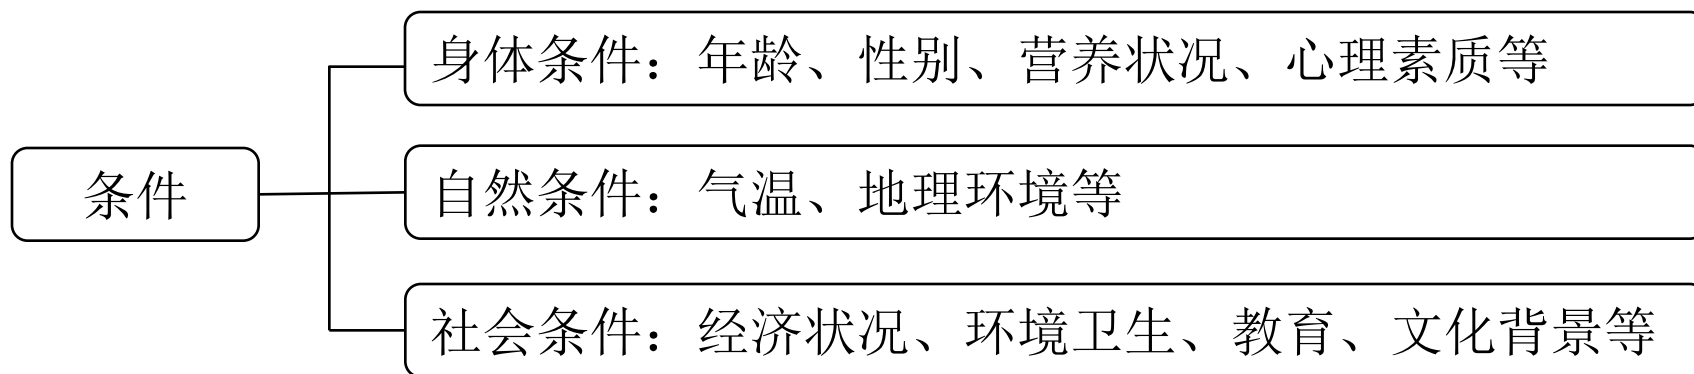 身体条件：年龄、性别、营养状况、心理素质等
条件
自然条件：气温、地理环境等
社会条件：经济状况、环境卫生、教育、文化背景等